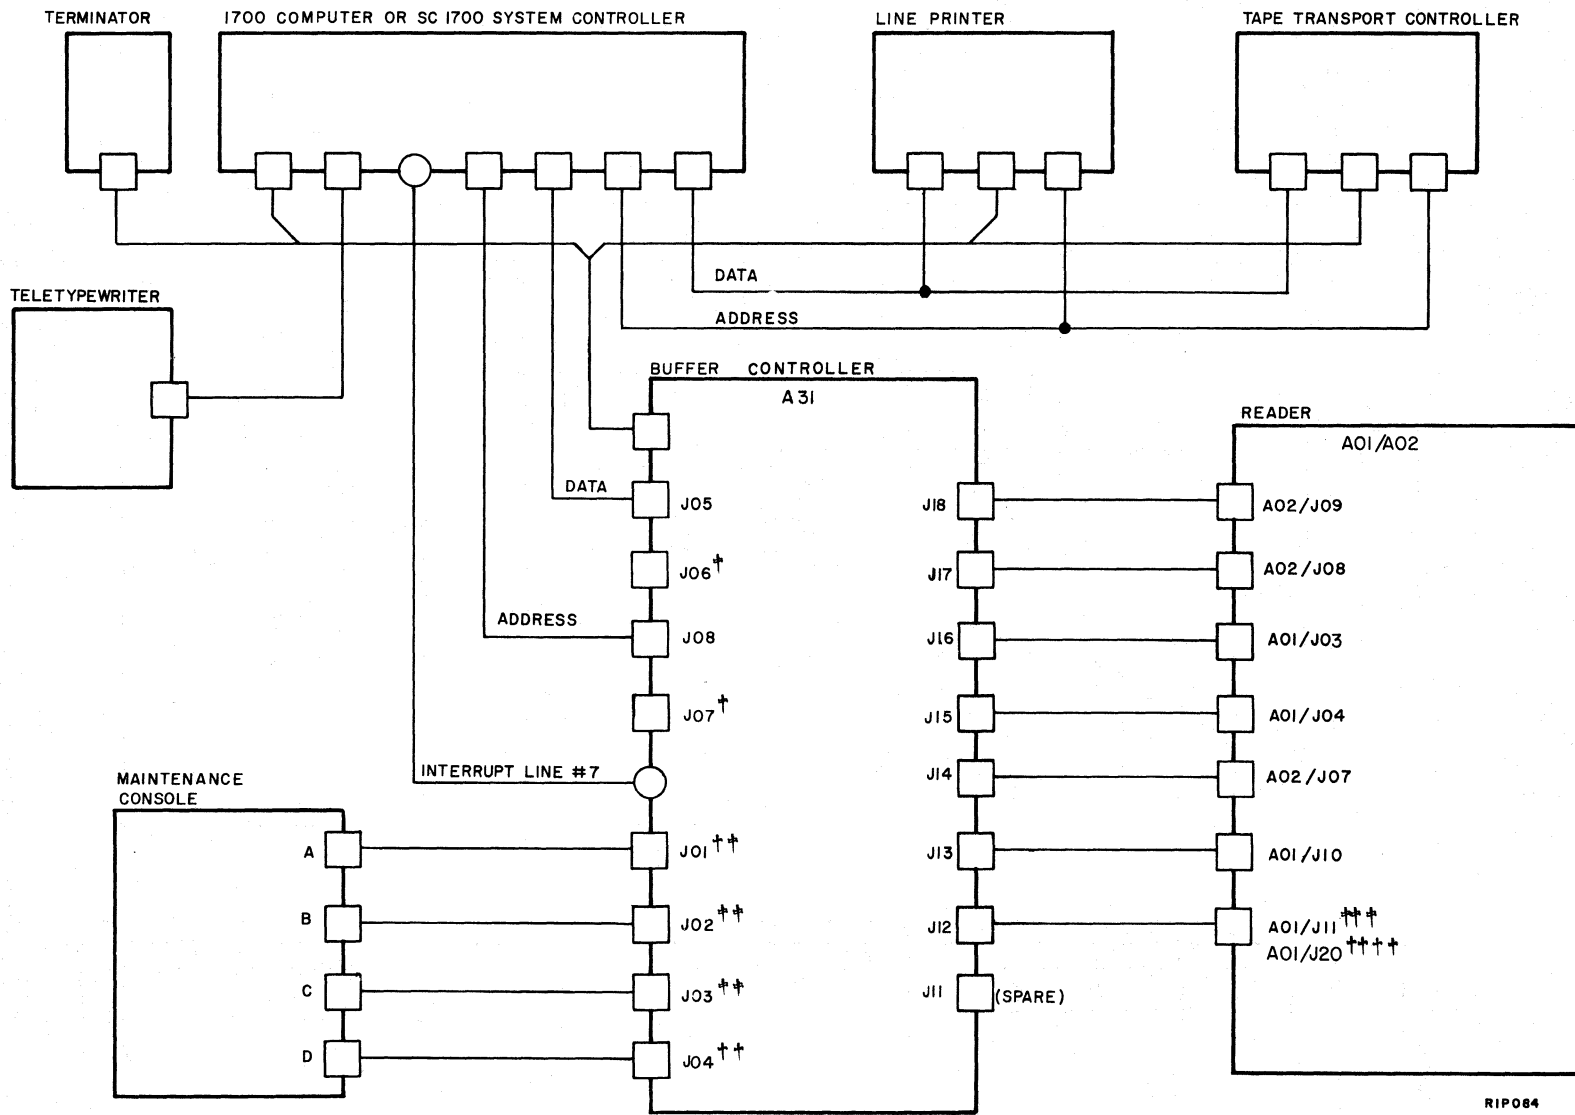 TERMINATOR
1700 COMPUTER OR SC 1700 SYSTEM CONTROLLER
LINE PRINTER
TAPE TRANSPORT CONTROLLER
DATA
ADDRESS
TELETYPEWRITER
BUFFER CONTROLLER
A31
READER
A01/A02
DATA
J05
J18
A02/J09
J06†
J17
A02/J08
ADDRESS
J08
J16
A01/J03
J07†
J15
A01/J04
INTERRUPT LINE #7
J14
A02/J07
MAINTENANCE
CONSOLE
A
J01††
J13
A01/J10
B
J02††
J12
A01/J11†††
A01/J20††††
C
J03††
J11
(SPARE)
D
J04††
RIP084